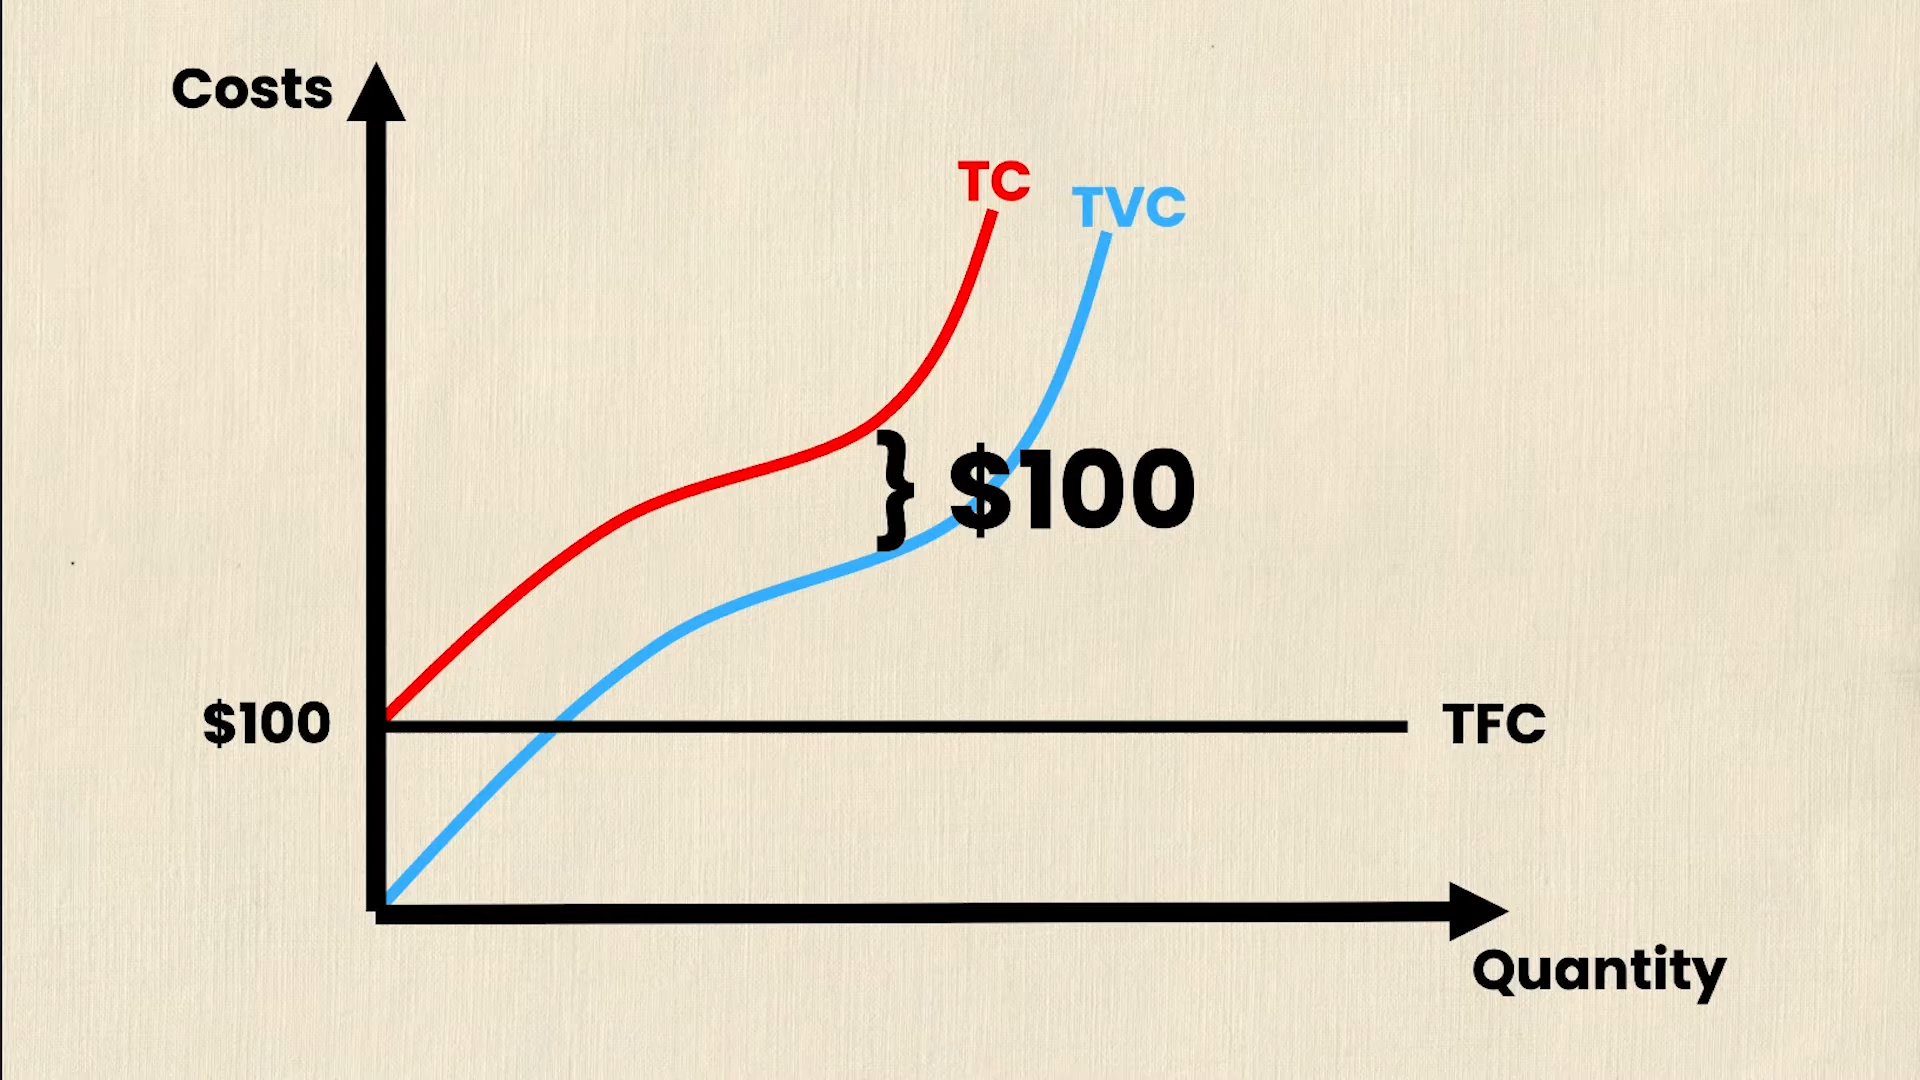 Costs
TC
TVC
} $100
$100
TFC
Quantity